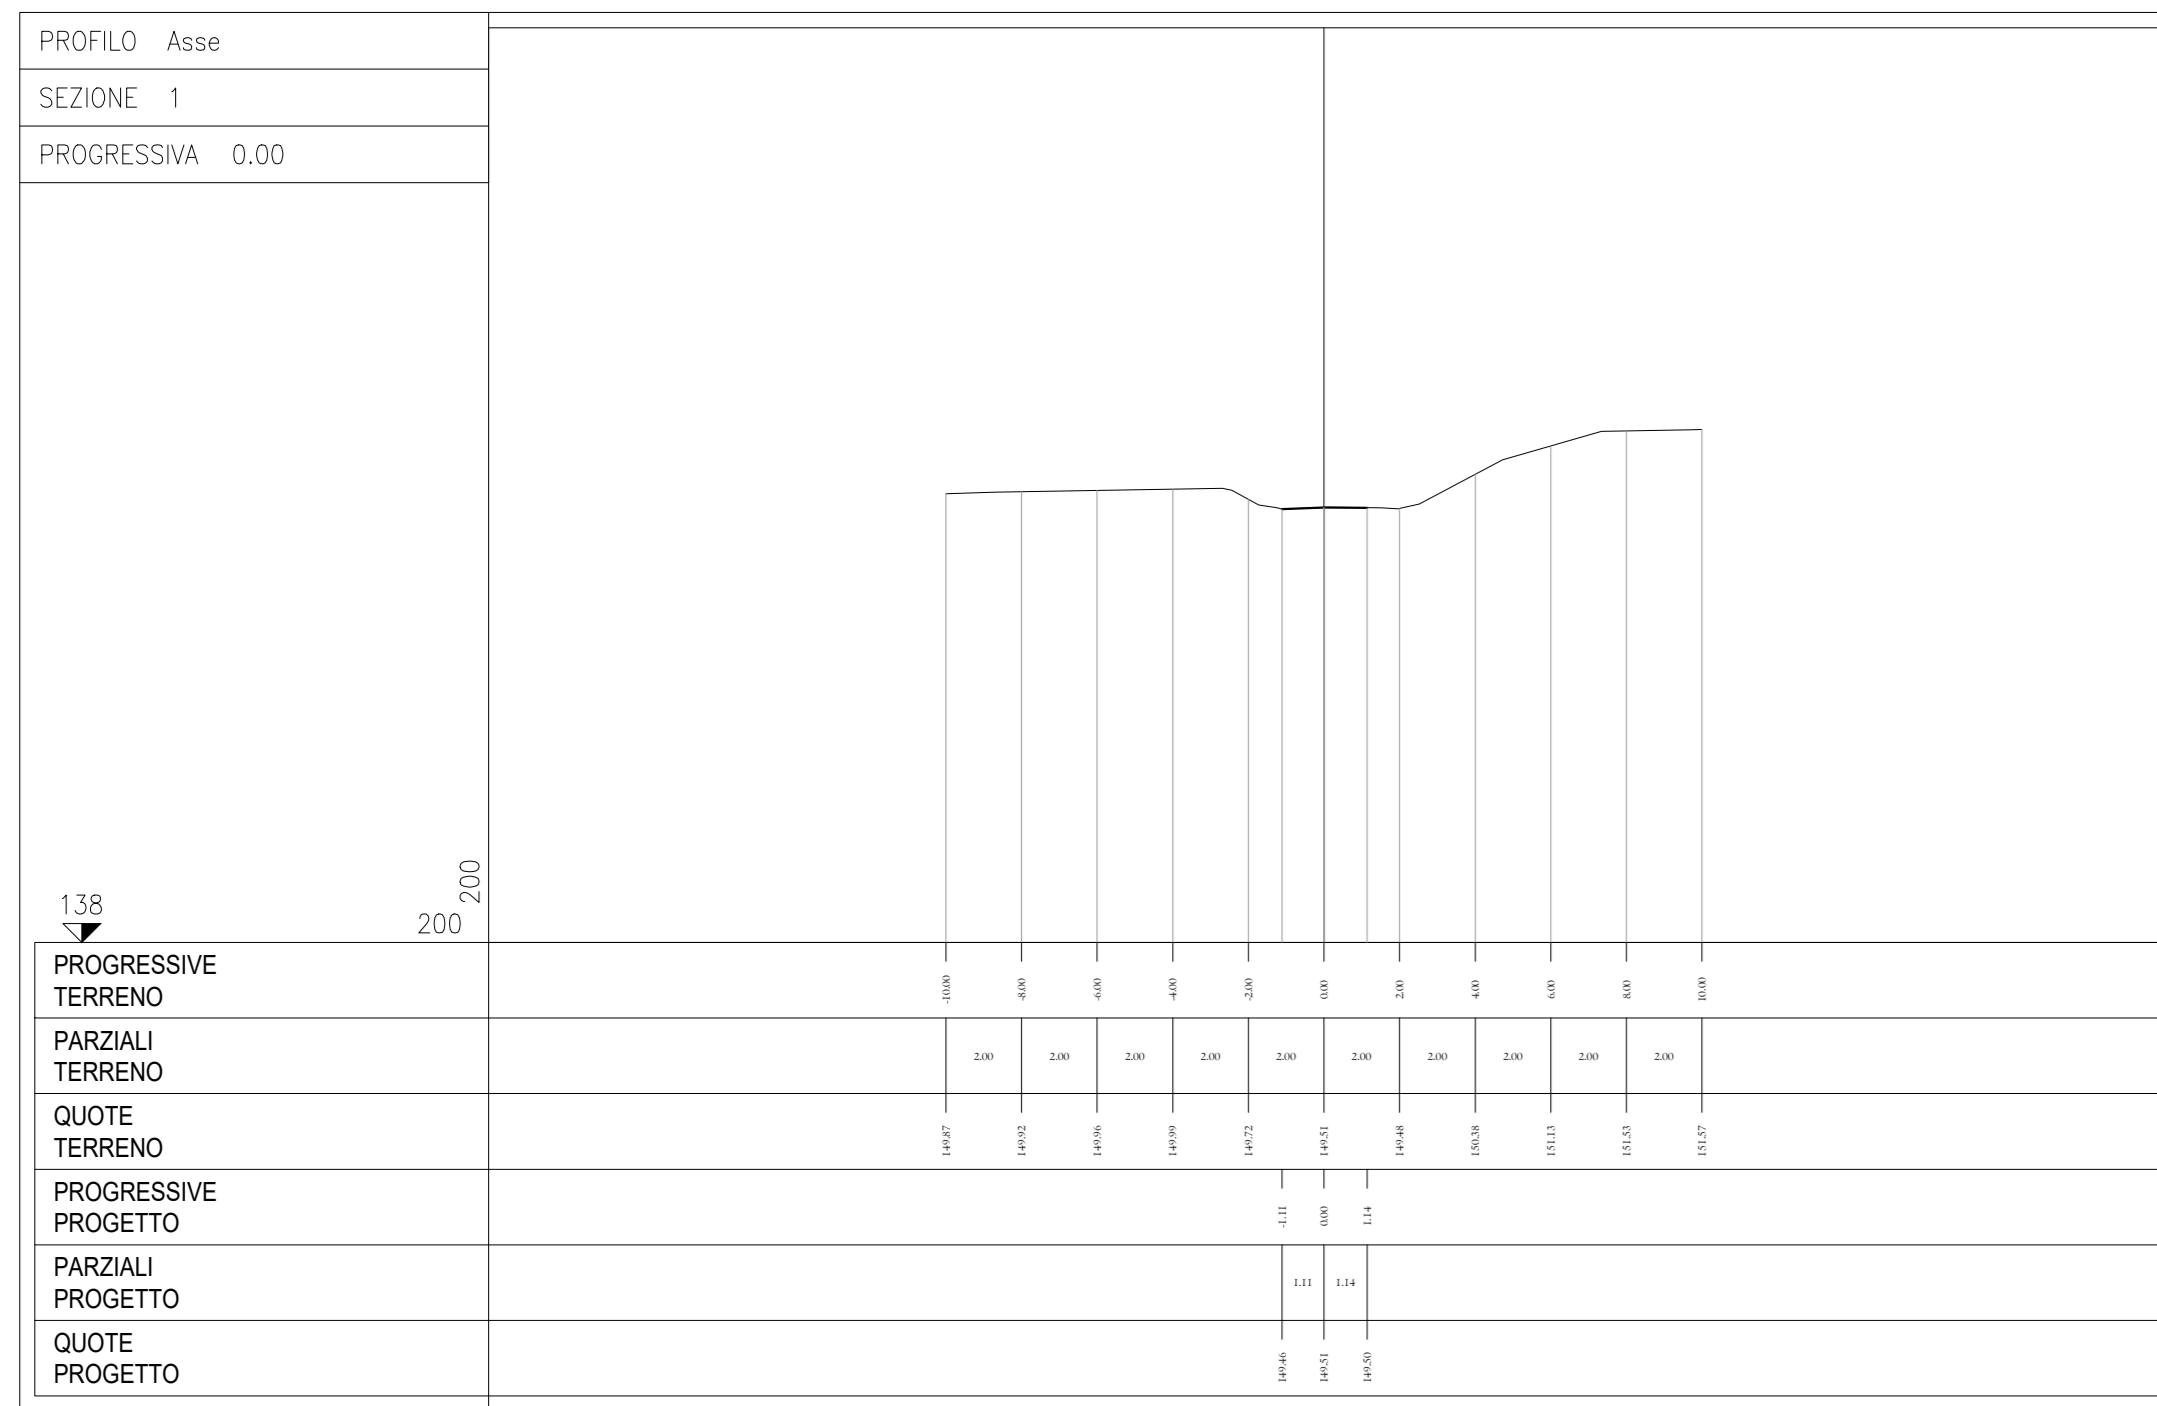 PROFILO Asse
SEZIONE 1
PROGRESSIVA 0.00
200
138
200
PROGRESSIVE
TERRENO
-10.00 -8.00 -6.00 -4.00 -2.00 0.00 2.00 4.00 6.00 8.00 10.00
PARZIALI
TERRENO
2.00 2.00 2.00 2.00 2.00 2.00 2.00 2.00 2.00 2.00
QUOTE
TERRENO
149.87 149.92 149.96 149.99 149.72 149.51 149.48 150.38 151.13 151.53 151.57
PROGRESSIVE
PROGETTO
-1.11 0.00 1.14
PARZIALI
PROGETTO
1.11 1.14
QUOTE
PROGETTO
149.46 149.51 149.50